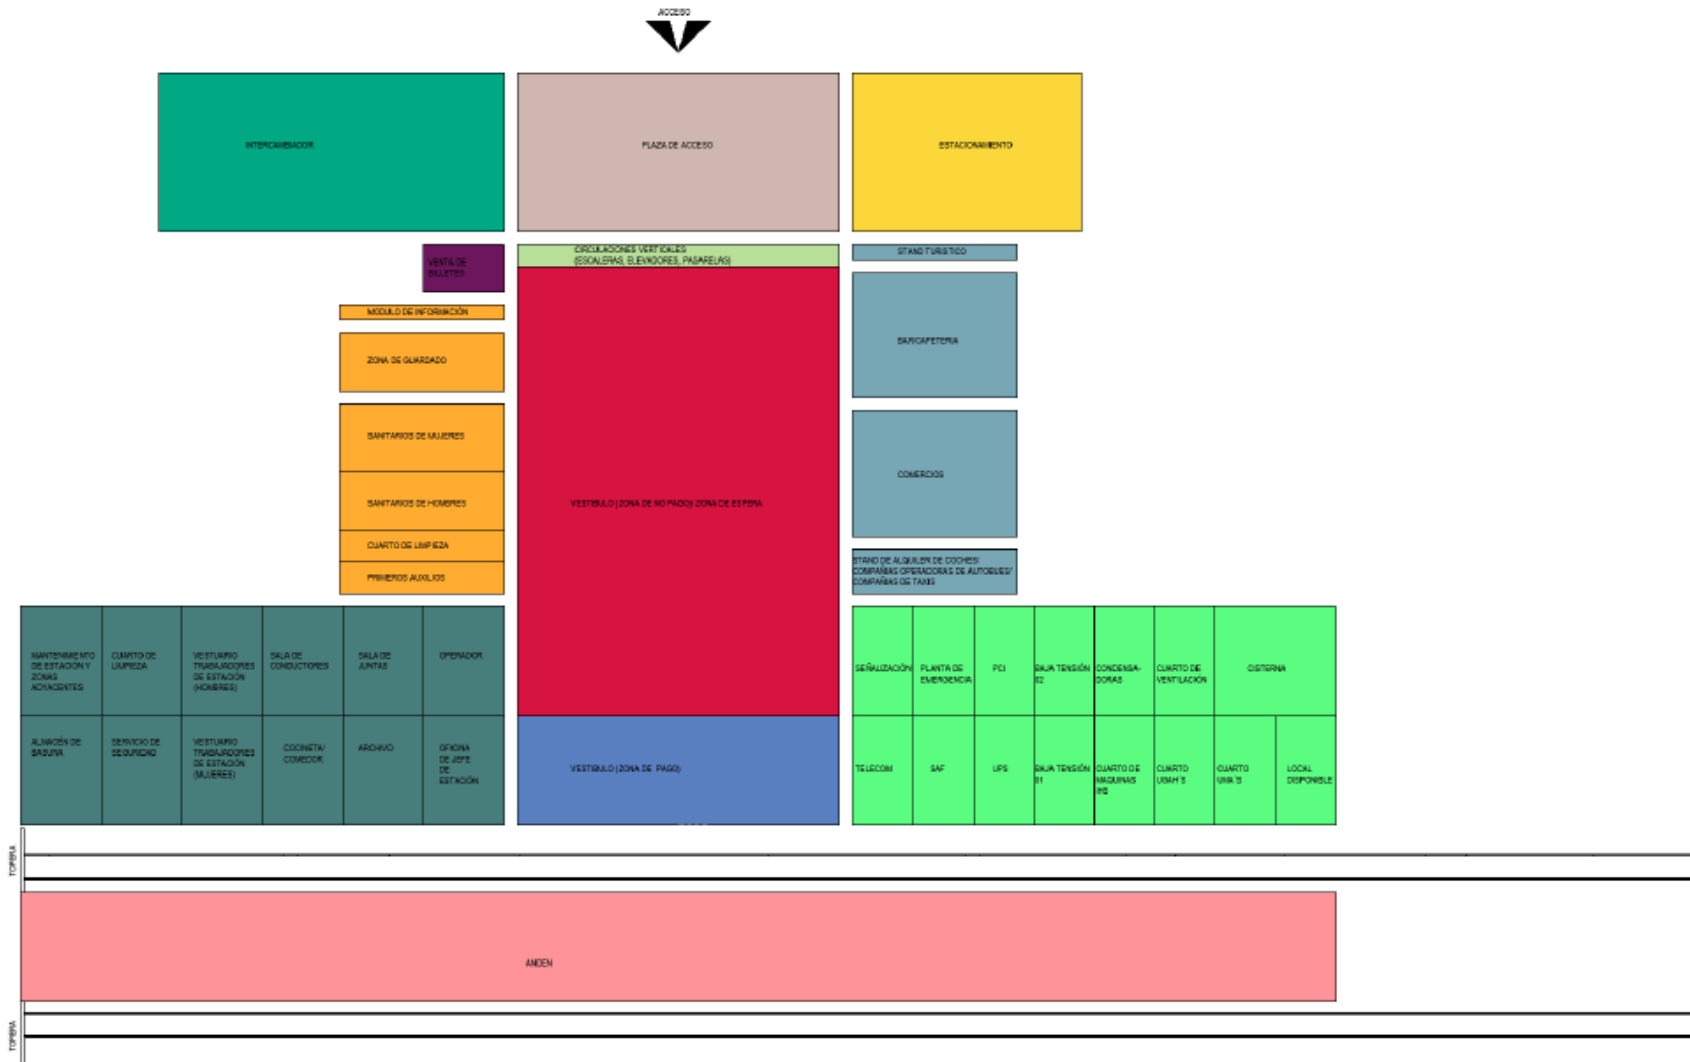 ACCESO
INTERCAMBIADOR
PLAZA DE ACCESO
ESTACIONAMIENTO
VENTA DE
BILLETES
CIRCULACIONES VERTICALES
(ESCALERAS, ELEVADORES, PASARELAS)
STAND TURISTICO
MODULO DE INFORMACIÓN
ZONA DE GUARDADO
BAR/CAFETERIA
SANITARIOS DE MUJERES
COMERCIOS
SANITARIOS DE HOMBRES
VESTIBULO (ZONA DE NO PAGO)/ ZONA DE ESPERA
CUARTO DE LIMPIEZA
PRIMEROS AUXILIOS
STAND DE ALQUILER DE COCHES/
COMPAÑIAS OPERADORAS DE AUTOBUES/
COMPAÑIAS DE TAXIS
MANTENIMIENTO
DE ESTACIÓN Y
ZONAS
ADYACENTES
CUARTO DE
LIMPIEZA
VESTUARIO
TRABAJADORES
DE ESTACIÓN
(HOMBRES)
SALA DE
CONDUCTORES
SALA DE
JUNTAS
OPERADOR
SEÑALIZACIÓN
PLANTA DE
EMERGENCIA
PCI
BAJA TENSIÓN
02
CONDENSA-
DORAS
CUARTO DE
VENTILACIÓN
CISTERNA
ALMACÉN DE
BASURA
SERVICIO DE
SEGURIDAD
VESTUARIO
TRABAJADORES
DE ESTACIÓN
(MUJERES)
COCINETA/
COMEDOR
ARCHIVO
OFICINA
DE JEFE
DE
ESTACIÓN
VESTIBULO (ZONA DE PAGO)
TELECOM
SAF
UPS
BAJA TENSIÓN
01
CUARTO DE
MAQUINAS
IHS
CUARTO
UGAH´S
CUARTO
UMA´S
LOCAL
DISPONIBLE
TOPERA
ANDEN
TOPERA